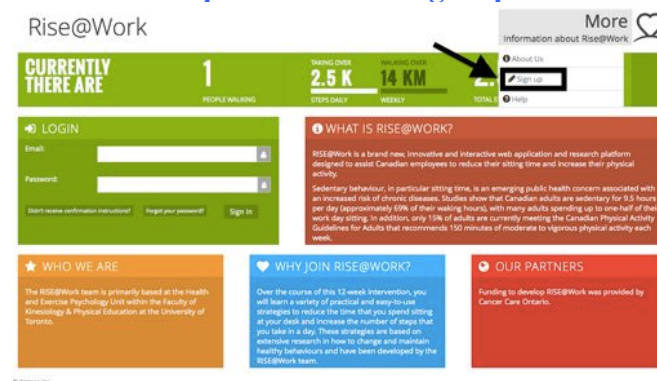 Rise@Work
More
Information about Rise@Work
About Us
Sign up
Help
CURRENTLY
THERE ARE
1
PEOPLE WALKING
TAKING OVER
2.5 K
STEPS DAILY
WALKING OVER
14 KM
WEEKLY
TOTAL
LOGIN
Email:
Password:
Didn't receive confirmation instructions?
Forgot your password?
Sign in
WHAT IS RISE@WORK?
RISE@Work is a brand new, innovative and interactive web application and research platform
designed to assist Canadian employees to reduce their sitting time and increase their physical
activity.
Sedentary behaviour, in particular sitting time, is an emerging public health concern associated with
an increased risk of chronic diseases. Studies show that Canadian adults are sedentary for 9.5 hours
per day (approximately 69% of their waking hours), with many adults spending up to one-half of their
work day sitting. In addition, only 15% of adults are currently meeting the Canadian Physical Activity
Guidelines for Adults that recommends 150 minutes of moderate to vigorous physical activity each
week.
WHO WE ARE
The RISE@Work team is primarily based at the Health
and Exercise Psychology Unit within the Faculty of
Kinesiology & Physical Education at the University of
Toronto.
WHY JOIN RISE@WORK?
Over the course of this 12-week intervention, you
will learn a variety of practical and easy-to-use
strategies to reduce the time that you spend sitting
at your desk and increase the number of steps that
you take in a day. These strategies are based on
extensive research in how to change and maintain
healthy behaviours and have been developed by the
RISE@Work team.
OUR PARTNERS
Funding to develop RISE@Work was provided by
Cancer Care Ontario.